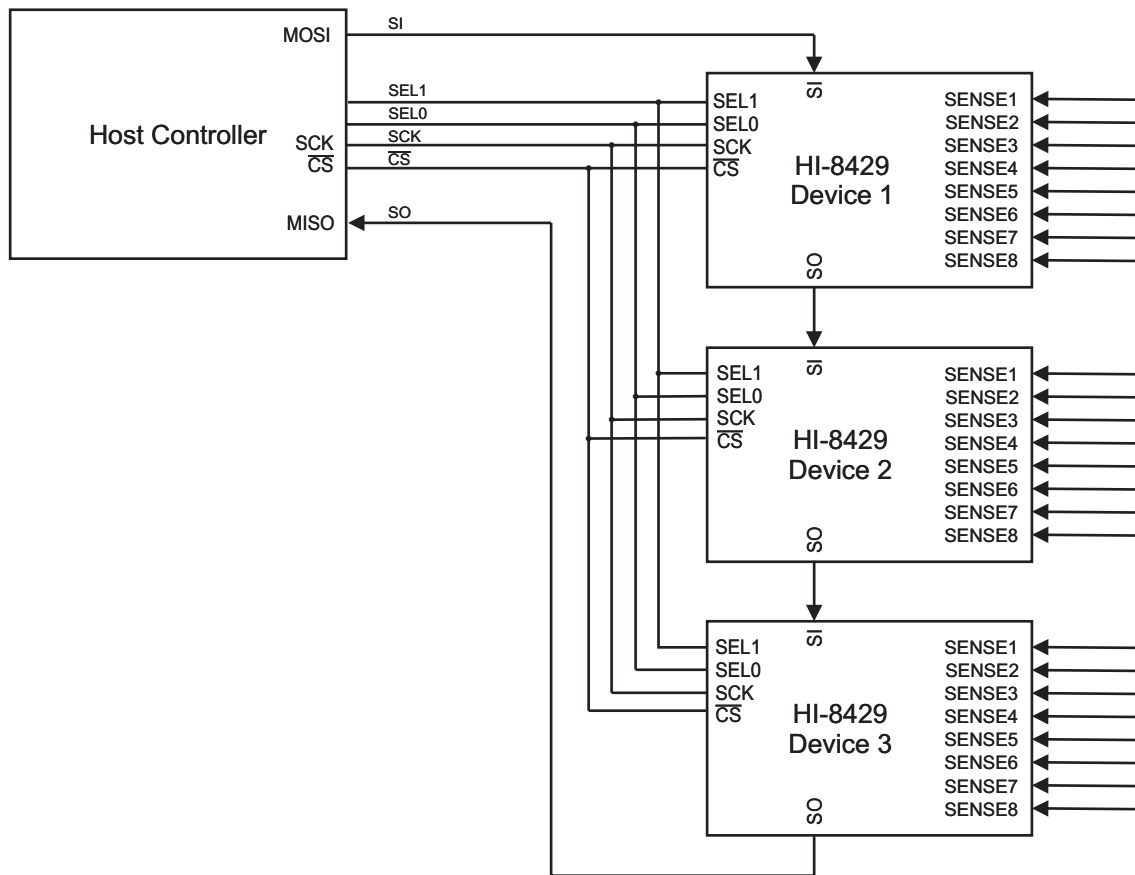 MOSI
SI
Host Controller
SEL1
SEL0
SCK
SCK
CS
CS
MISO
SO
SI
SEL1
SEL0
SCK
CS
HI-8429
Device 1
SO
SENSE1
SENSE2
SENSE3
SENSE4
SENSE5
SENSE6
SENSE7
SENSE8
SI
SEL1
SEL0
SCK
CS
HI-8429
Device 2
SO
SENSE1
SENSE2
SENSE3
SENSE4
SENSE5
SENSE6
SENSE7
SENSE8
SI
SEL1
SEL0
SCK
CS
HI-8429
Device 3
SO
SENSE1
SENSE2
SENSE3
SENSE4
SENSE5
SENSE6
SENSE7
SENSE8